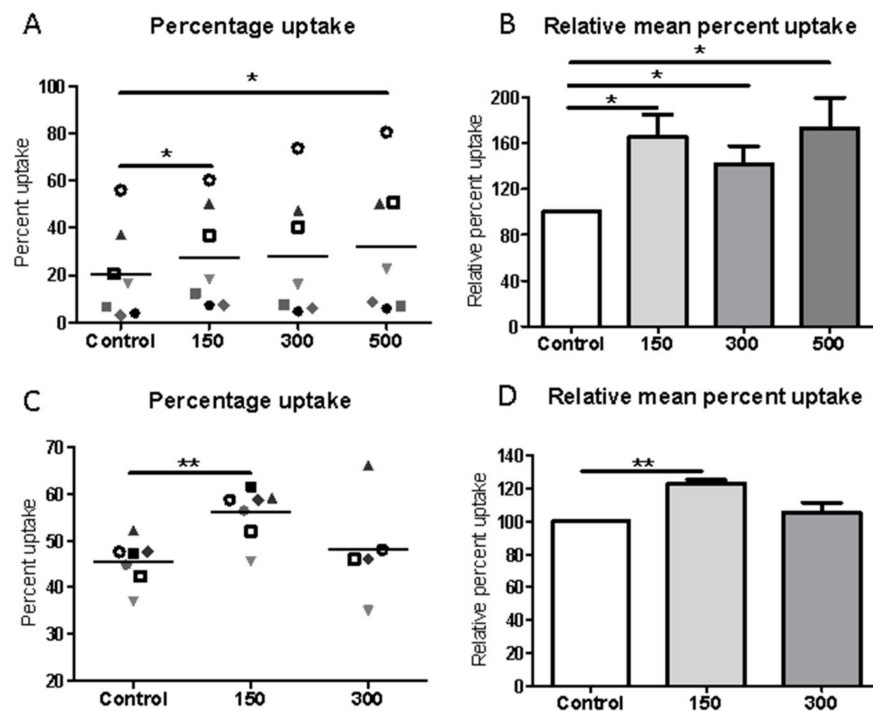 A
Percentage uptake
Percent uptake
100
80
60
40
20
0
*
*
Control 150 300 500
B
Relative mean percent uptake
Relative percent uptake
200
160
120
80
40
0
*
*
*
Control 150 300 500
C
Percentage uptake
Percent uptake
70
60
50
40
30
20
**
Control 150 300
D
Relative mean percent uptake
Relative percent uptake
140
120
100
80
60
40
20
0
**
Control 150 300